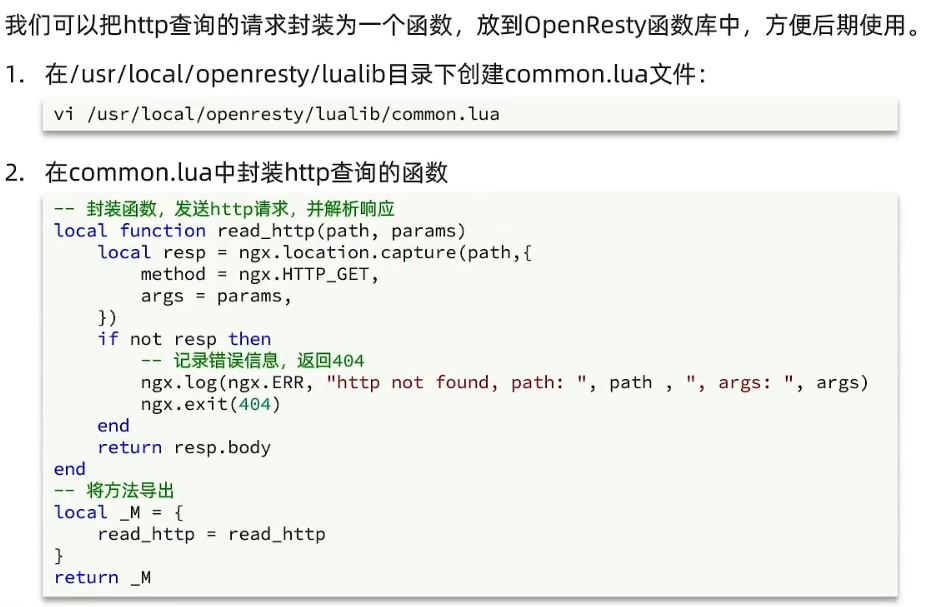 我们可以把http查询的请求封装为一个函数，放到OpenResty函数库中，方便后期使用。
1. 在/usr/local/openresty/lualib目录下创建common.lua文件：
vi /usr/local/openresty/lualib/common.lua
2. 在common.lua中封装http查询的函数
-- 封装函数，发送http请求，并解析响应
local function read_http(path, params)
    local resp = ngx.location.capture(path,{
        method = ngx.HTTP_GET,
        args = params,
    })
    if not resp then
        -- 记录错误信息，返回404
        ngx.log(ngx.ERR, "http not found, path: ", path , ", args: ", args)
        ngx.exit(404)
    end
    return resp.body
end
-- 将方法导出
local _M = {
    read_http = read_http
}
return _M